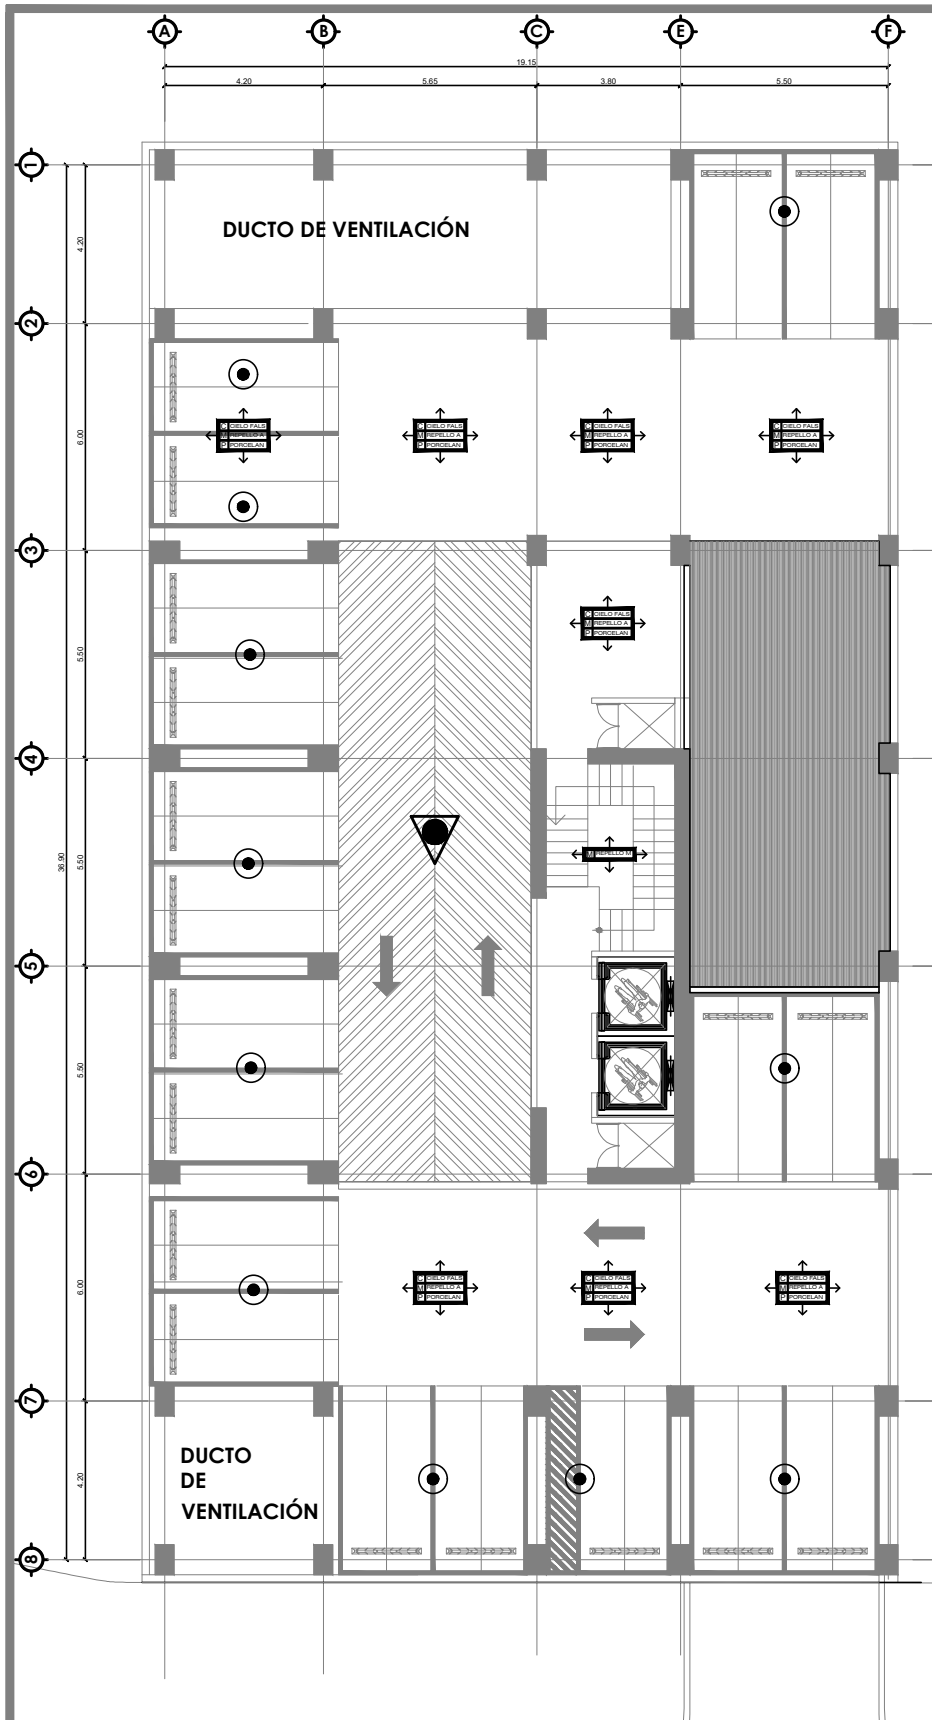 A B C E F
19.15
4.20 5.65 3.80 5.50
1
4.20
DUCTO DE VENTILACIÓN
2
6.00
C CIELO FALS
M REPELLO A
P PORCELAN
C CIELO FALS
M REPELLO A
P PORCELAN
C CIELO FALS
M REPELLO A
P PORCELAN
C CIELO FALS
M REPELLO A
P PORCELAN
3
5.50
C CIELO FALS
M REPELLO A
P PORCELAN
4
36.90
5.50
M REPELLO M
5
5.50
6
6.00
C CIELO FALS
M REPELLO A
P PORCELAN
C CIELO FALS
M REPELLO A
P PORCELAN
C CIELO FALS
M REPELLO A
P PORCELAN
7
4.20
DUCTO
DE
VENTILACIÓN
8